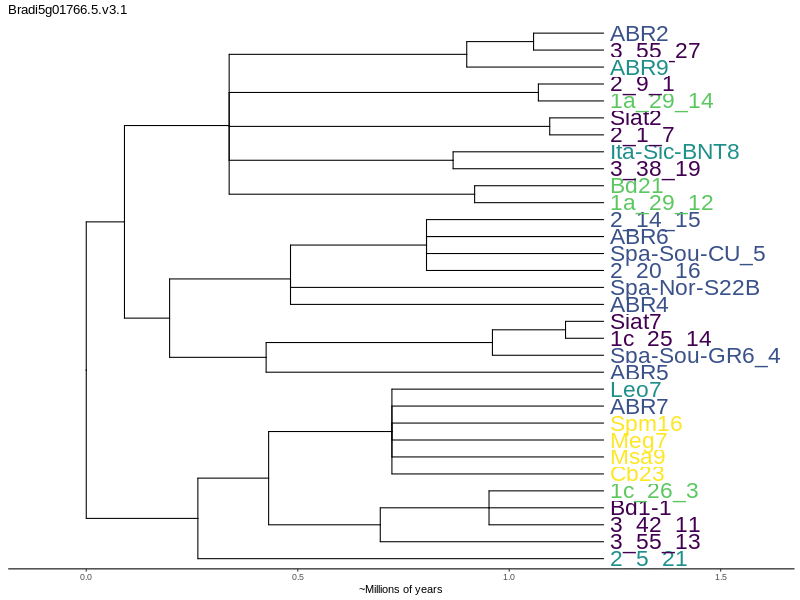 Bradi5g01766.5.v3.1
ABR2
3_55_27
ABR9
2_9_1
1a_29_14
Siat2
2_1_7
Ita-Sic-BNT8
3_38_19
Bd21
1a_29_12
2_14_15
ABR6
Spa-Sou-CU_5
2_20_16
Spa-Nor-S22B
ABR4
Siat7
1c_25_14
Spa-Sou-GR6_4
ABR5
Leo7
ABR7
Spm16
Meg7
Msa9
Cb23
1c_26_3
Bd1-1
3_42_11
3_55_13
2_5_21
0.0 0.5 1.0 1.5
~Millions of years